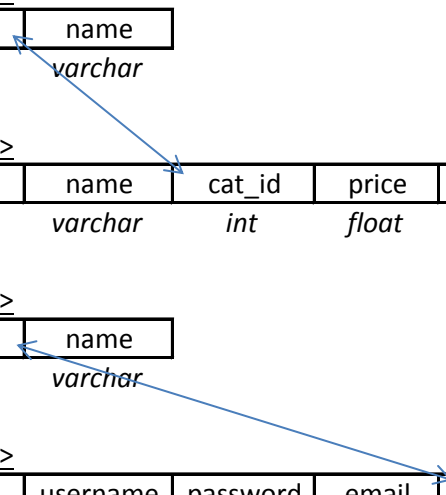 name
varchar
>
name cat_id price
varchar int float
>
name
varchar
>
username password email